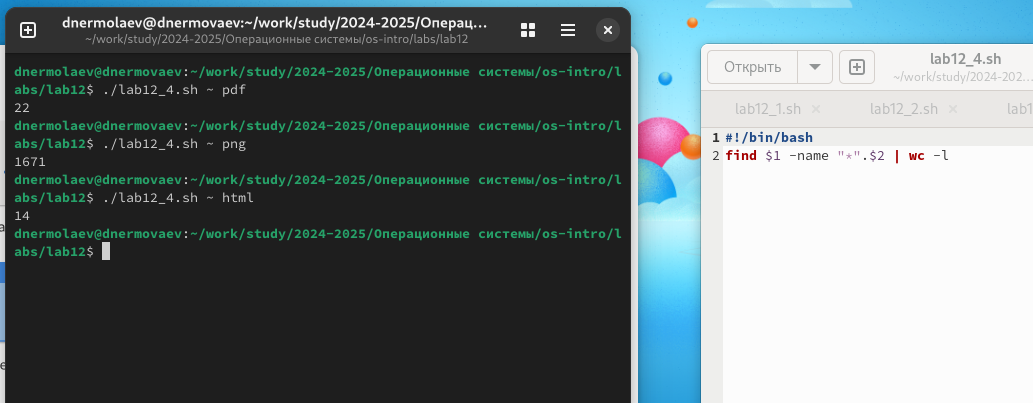 dnermolaev@dnermovaev:~/work/study/2024-2025/Операц...
~/work/study/2024-2025/Операционные системы/os-intro/labs/lab12
dnermolaev@dnermovaev:~/work/study/2024-2025/Операционные системы/os-intro/l
abs/lab12$ ./lab12_4.sh ~ pdf
22
dnermolaev@dnermovaev:~/work/study/2024-2025/Операционные системы/os-intro/l
abs/lab12$ ./lab12_4.sh ~ png
1671
dnermolaev@dnermovaev:~/work/study/2024-2025/Операционные системы/os-intro/l
abs/lab12$ ./lab12_4.sh ~ html
14
dnermolaev@dnermovaev:~/work/study/2024-2025/Операционные системы/os-intro/l
abs/lab12$
Открыть
lab12_4.sh
~/work/study/2024-202...
lab12_1.sh
lab12_2.sh
lab1
1 #!/bin/bash
2 find $1 -name "*".$2 | wc -l